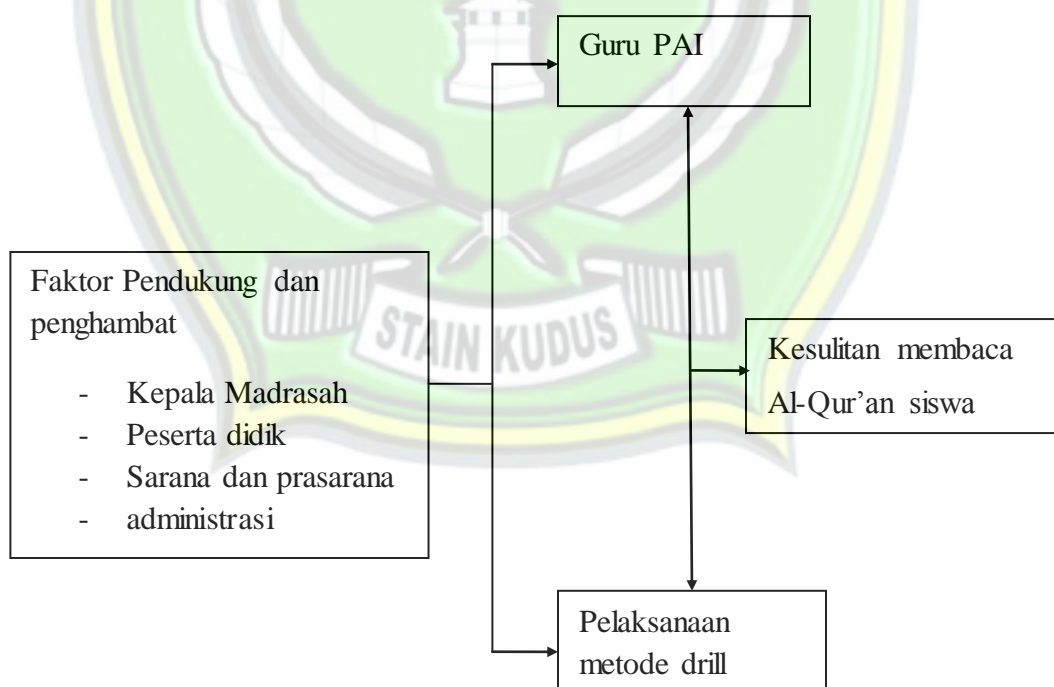 Guru PAI
Faktor Pendukung dan
penghambat
- Kepala Madrasah
- Peserta didik
- Sarana dan prasarana
- administrasi
STAIN KUDUS
Kesulitan membaca
Al-Qur’an siswa
Pelaksanaan
metode drill